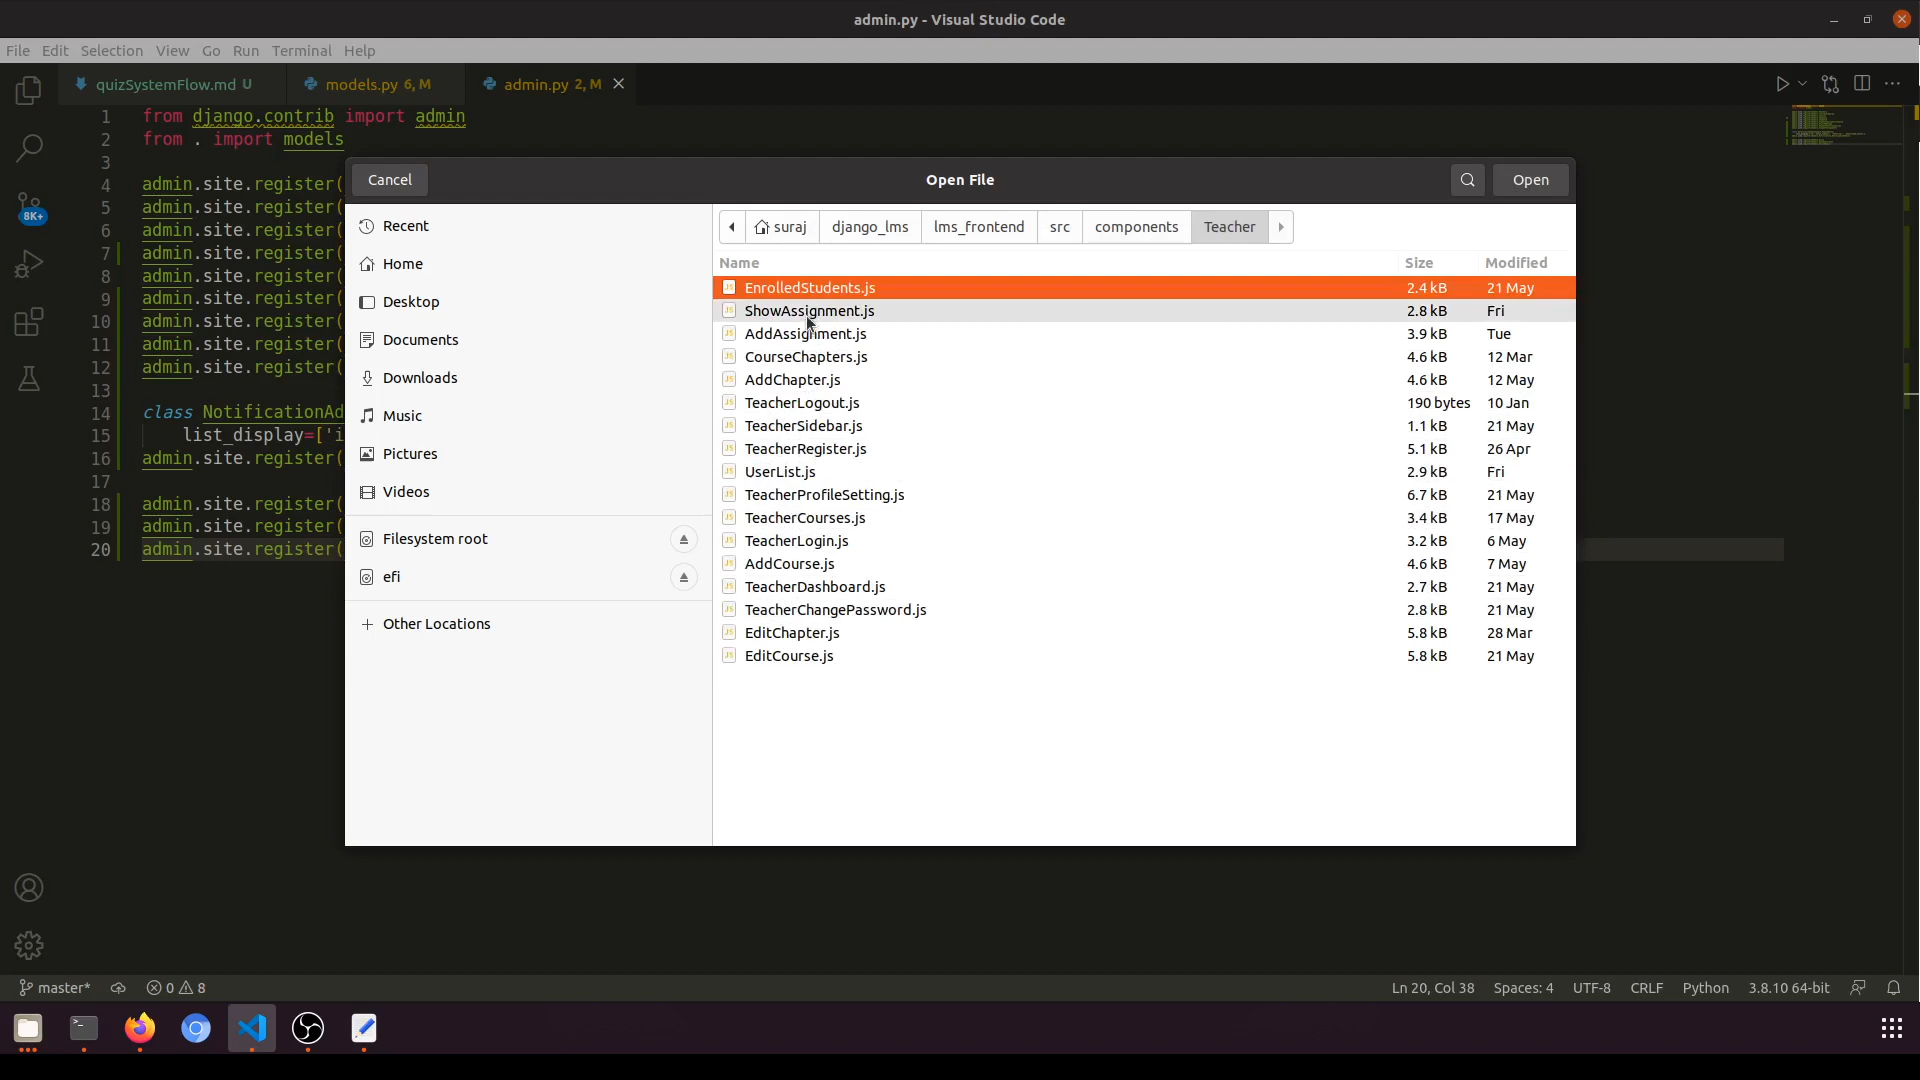 admin.py - Visual Studio Code
File Edit Selection View Go Run Terminal Help
quizSystemFlow.md U models.py 6, M admin.py 2, M
1 from django.contrib import admin
2 from . import models
3
4 admin.site.register(
5 admin.site.register(
6 admin.site.register(
7 admin.site.register(
8 admin.site.register(
9 admin.site.register(
10 admin.site.register(
11 admin.site.register(
12 admin.site.register(
13
14 class NotificationAd
15 list_display=['i
16 admin.site.register(
17
18 admin.site.register(
19 admin.site.register(
20 admin.site.register(
8K+
Cancel Open File Open
Recent
Home
Desktop
Documents
Downloads
Music
Pictures
Videos
Filesystem root
efi
Other Locations
suraj django_lms lms_frontend src components Teacher
Name Size Modified
EnrolledStudents.js 2.4 kB 21 May
ShowAssignment.js 2.8 kB Fri
AddAssignment.js 3.9 kB Tue
CourseChapters.js 4.6 kB 12 Mar
AddChapter.js 4.6 kB 12 May
TeacherLogout.js 190 bytes 10 Jan
TeacherSidebar.js 1.1 kB 21 May
TeacherRegister.js 5.1 kB 26 Apr
UserList.js 2.9 kB Fri
TeacherProfileSetting.js 6.7 kB 21 May
TeacherCourses.js 3.4 kB 17 May
TeacherLogin.js 3.2 kB 6 May
AddCourse.js 4.6 kB 7 May
TeacherDashboard.js 2.7 kB 21 May
TeacherChangePassword.js 2.8 kB 21 May
EditChapter.js 5.8 kB 28 Mar
EditCourse.js 5.8 kB 21 May
master* 0 8 Ln 20, Col 38 Spaces: 4 UTF-8 CRLF Python 3.8.10 64-bit